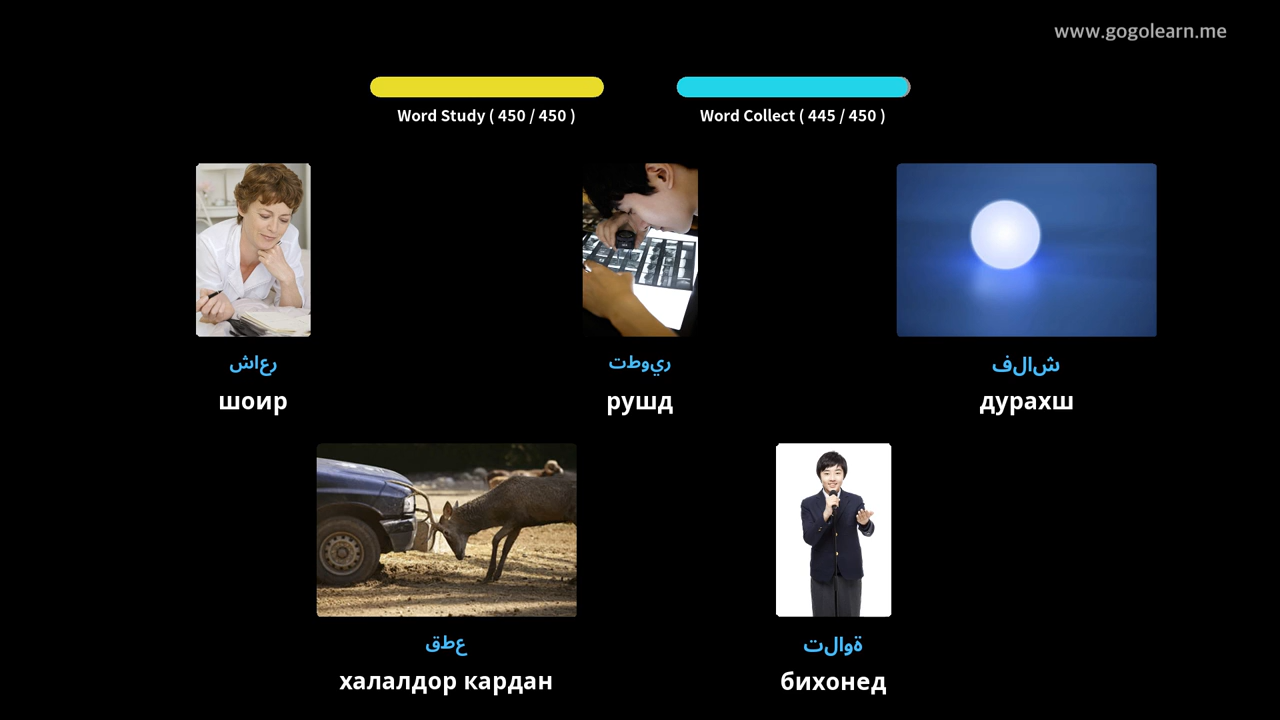 www.gogolearn.me
Word Study ( 450 / 450 )
Word Collect ( 445 / 450 )
رعاش
ريوطت
شالف
шоир
рушд
дурахш
عطق
ةوالت
халалдор кардан
бихонед